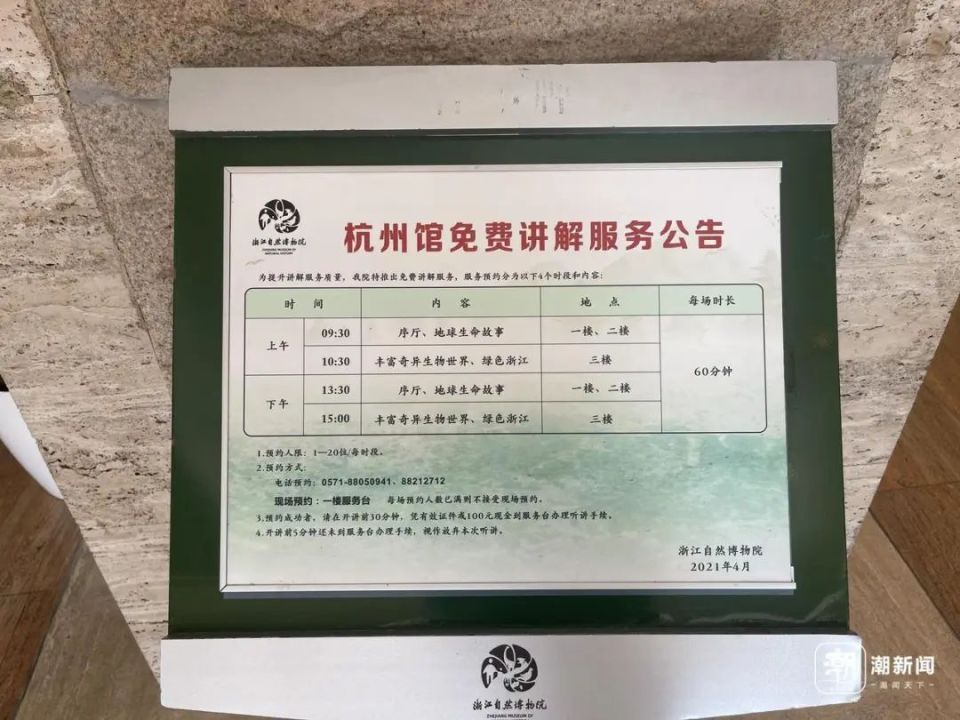 浙江自然博物院
ZHEJIANG MUSEUM OF
NATURAL HISTORY
杭州馆免费讲解服务公告
为提升讲解服务质量，我院特推出免费讲解服务，服务预约分为以下4个时段和内容：
时 间 内 容 地 点 每场时长
上午 09:30 序厅、地球生命故事 一楼、二楼 60分钟
10:30 丰富奇异生物世界、绿色浙江 三楼
下午 13:30 序厅、地球生命故事 一楼、二楼
15:00 丰富奇异生物世界、绿色浙江 三楼
1.预约人限：1—20位/每时段。
2.预约方式：
电话预约：0571-88050941、88212712
现场预约：一楼服务台 每场预约人数已满则不接受现场预约。
3.预约成功者，请在开讲前30分钟，凭有效证件或100元现金到服务台办理听讲手续。
4.开讲前5分钟还未到服务台办理手续，视作放弃本次听讲。
浙江自然博物院
2021年4月
浙江自然博物院
ZHEJIANG MUSEUM OF
潮 潮新闻
潮闻天下